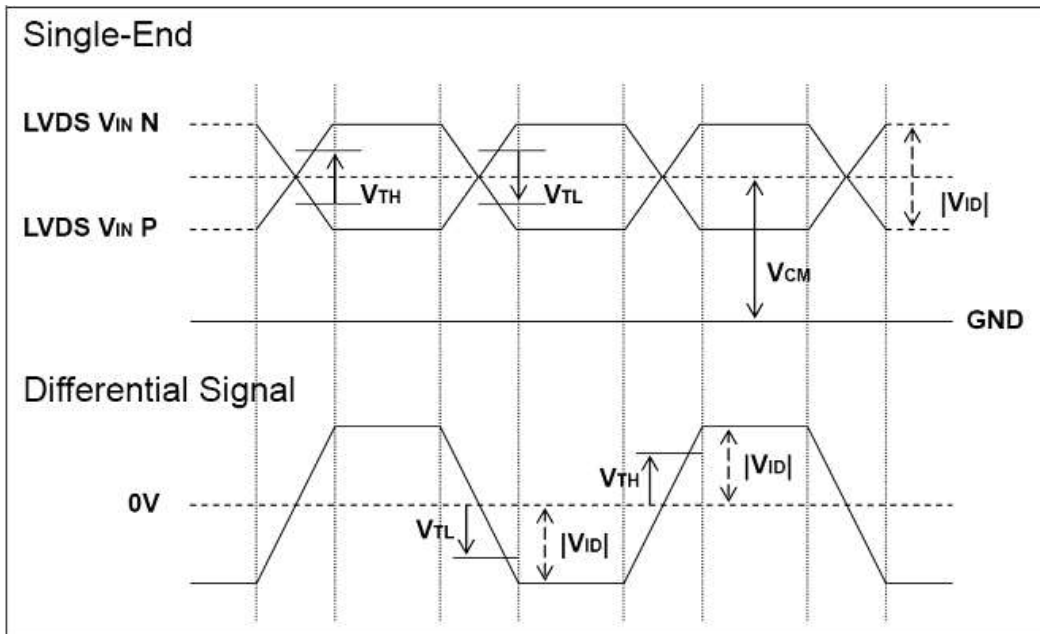 Single-End
LVDS VIN N
VTH
VTL
|VID|
LVDS VIN P
VCM
GND
Differential Signal
VTH
|VID|
0V
VTL
|VID|